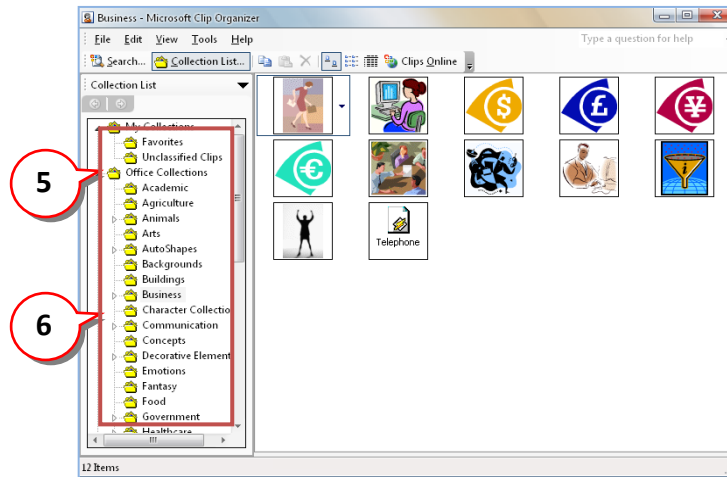 Business - Microsoft Clip Organizer
File Edit View Tools Help
Type a question for help
Search... Collection List... Clips Online
Collection List
My Collections
Favorites
Unclassified Clips
5
Office Collections
Academic
Agriculture
Animals
Arts
AutoShapes
Backgrounds
Buildings
Business
Character Collectio
6
Communication
Concepts
Decorative Element
Emotions
Fantasy
Food
Government
Healthcare
$
£
¥
€
i
Telephone
12 Items